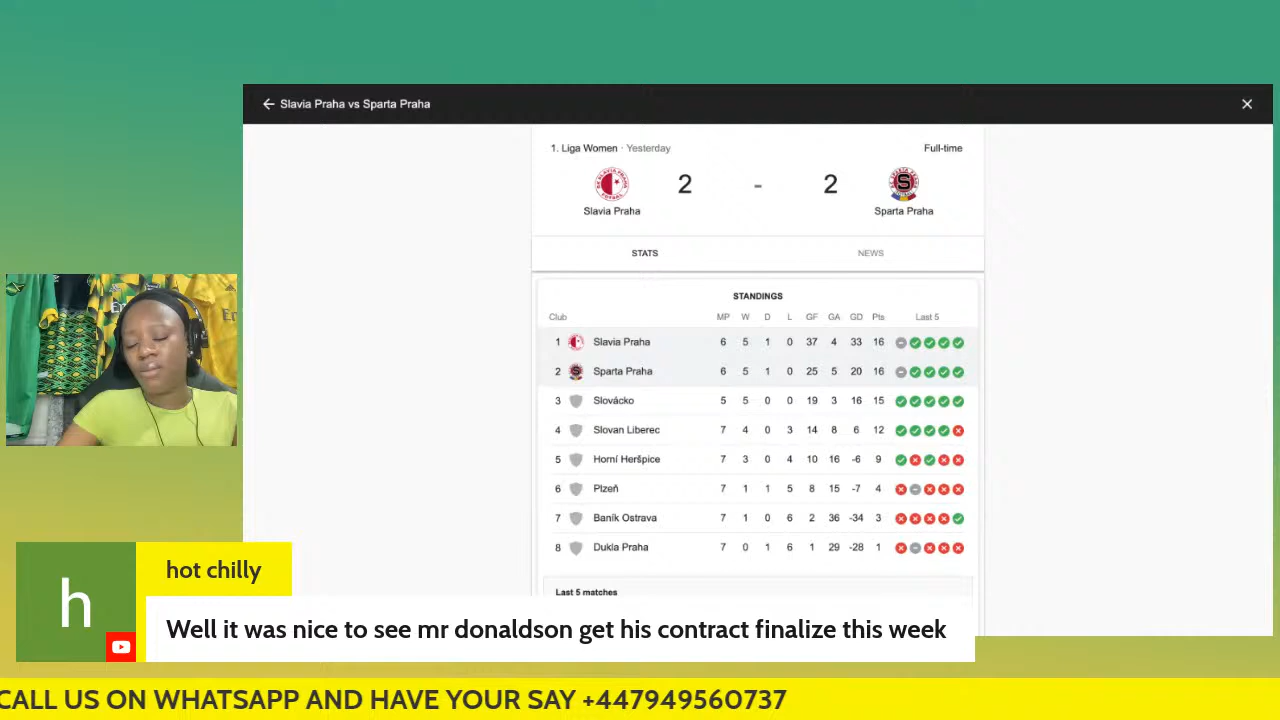 ← Slavia Praha vs Sparta Praha ×
1. Liga Women · Yesterday Full-time
2 - 2
Slavia Praha Sparta Praha
STATS NEWS
STANDINGS
Club MP W D L GF GA GD Pts Last 5
1 Slavia Praha 6 5 1 0 37 4 33 16
2 Sparta Praha 6 5 1 0 25 5 20 16
3 Slovácko 5 5 0 0 19 3 16 15
4 Slovan Liberec 7 4 0 3 14 8 6 12
5 Horní Heršpice 7 3 0 4 10 16 -6 9
6 Plzeň 7 1 1 5 8 15 -7 4
7 Baník Ostrava 7 1 0 6 2 36 -34 3
8 Dukla Praha 7 0 1 6 1 29 -28 1
Last 5 matches
h
hot chilly
Well it was nice to see mr donaldson get his contract finalize this week
CALL US ON WHATSAPP AND HAVE YOUR SAY +447949560737